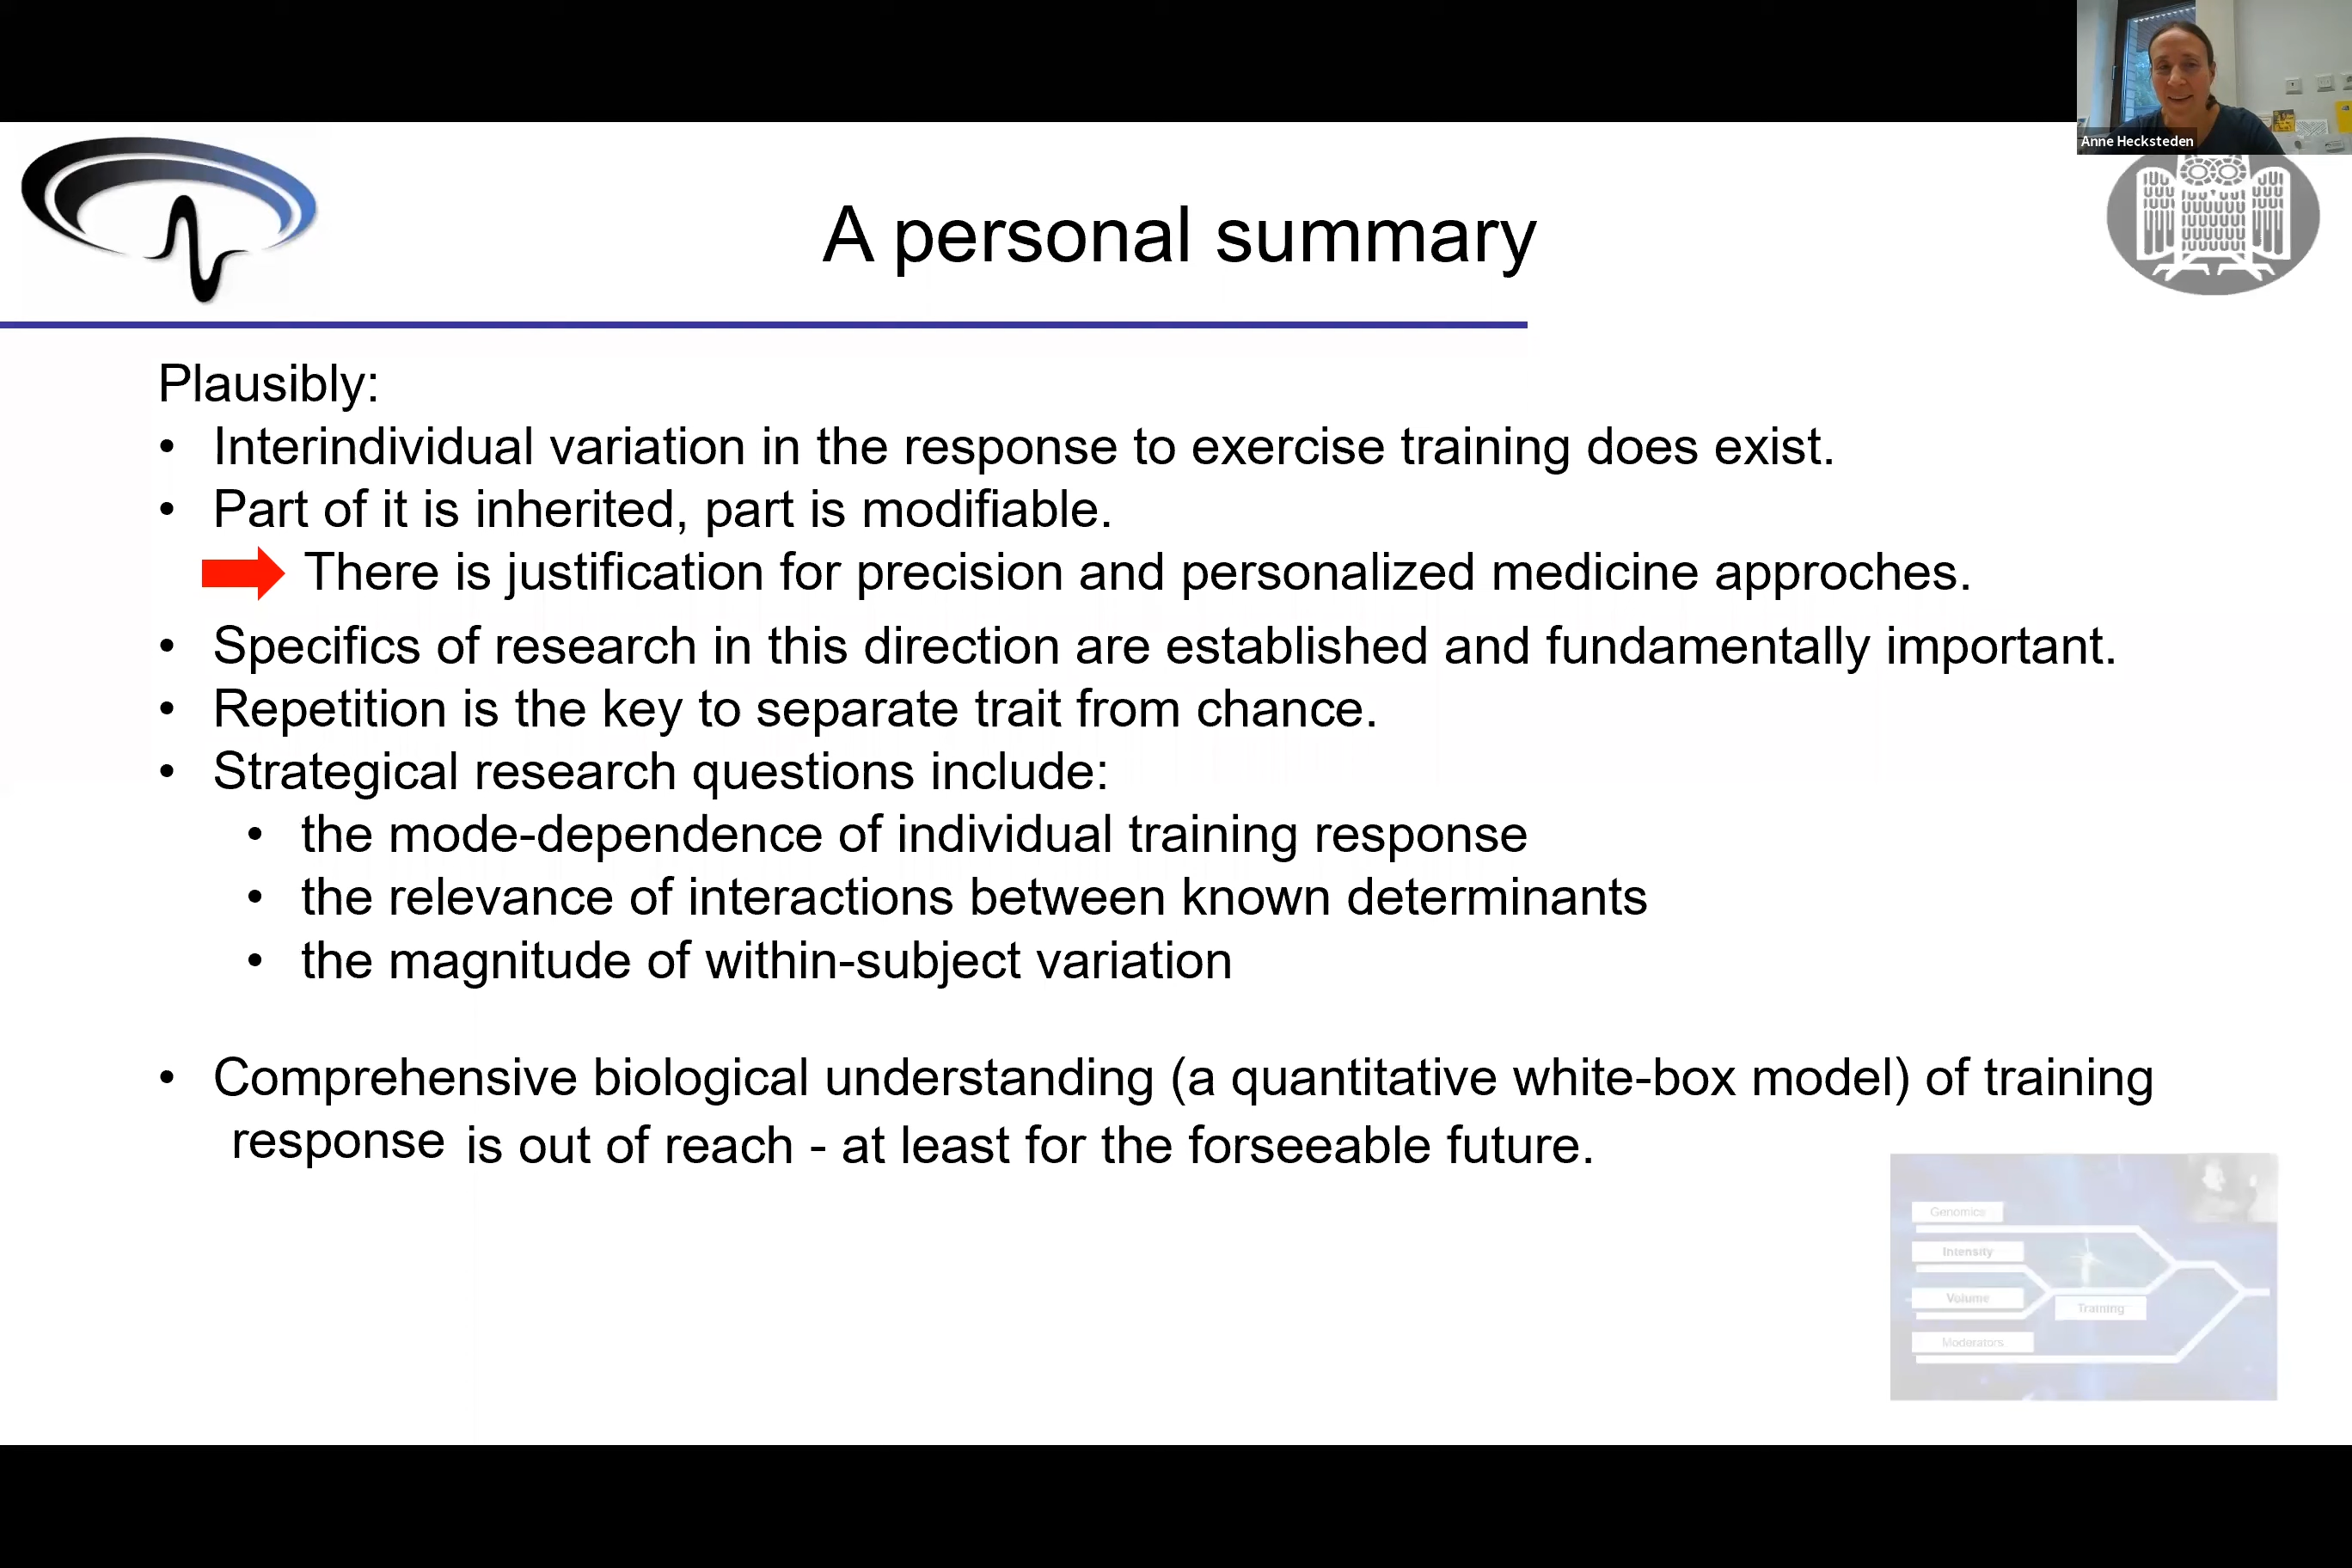 Anne Hecksteden
A personal summary
Plausibly:
• Interindividual variation in the response to exercise training does exist.
• Part of it is inherited, part is modifiable.
There is justification for precision and personalized medicine approches.
• Specifics of research in this direction are established and fundamentally important.
• Repetition is the key to separate trait from chance.
• Strategical research questions include:
• the mode-dependence of individual training response
• the relevance of interactions between known determinants
• the magnitude of within-subject variation
• Comprehensive biological understanding (a quantitative white-box model) of training
response is out of reach - at least for the forseeable future.
Genomics
Intensity
Volume
Training
Moderators